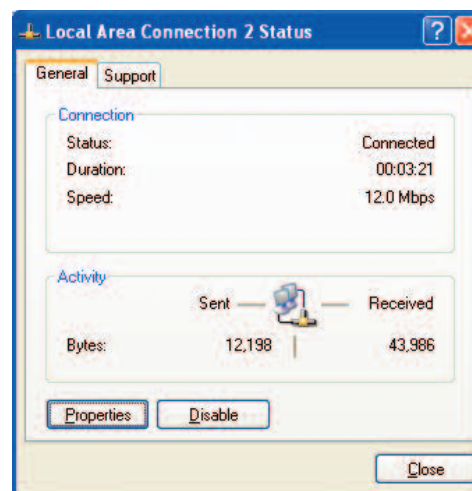 Local Area Connection 2 Status
General Support
Connection
Status: Connected
Duration: 00:03:21
Speed: 12.0 Mbps
Activity
Sent Received
Bytes: 12,198 43,986
Properties Disable
Close